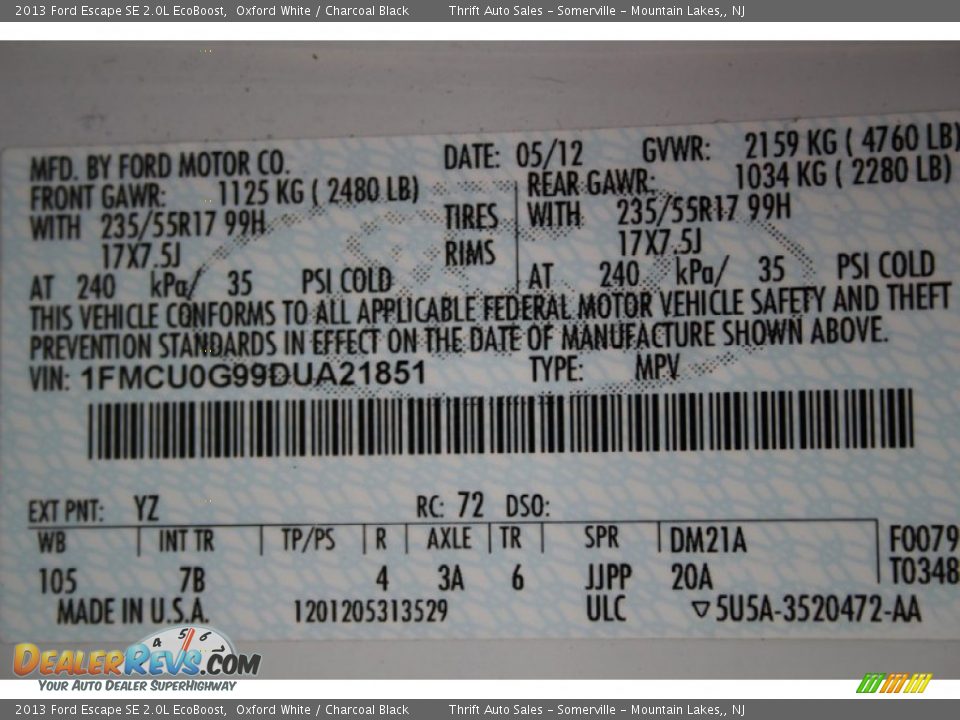 2013 Ford Escape SE 2.0L EcoBoost, Oxford White / Charcoal Black Thrift Auto Sales - Somerville - Mountain Lakes,, NJ
MFD. BY FORD MOTOR CO. DATE: 05/12 GVWR: 2159 KG ( 4760 LB)
FRONT GAWR: 1125 KG ( 2480 LB) REAR GAWR: 1034 KG ( 2280 LB)
WITH 235/55R17 99H TIRES WITH 235/55R17 99H
17X7.5J RIMS 17X7.5J
AT 240 kPa/ 35 PSI COLD AT 240 kPa/ 35 PSI COLD
THIS VEHICLE CONFORMS TO ALL APPLICABLE FEDERAL MOTOR VEHICLE SAFETY AND THEFT
PREVENTION STANDARDS IN EFFECT ON THE DATE OF MANUFACTURE SHOWN ABOVE.
VIN: 1FMCU0G99DUA21851 TYPE: MPV
EXT PNT: YZ RC: 72 DSO:
WB INT TR TP/PS R AXLE TR SPR DM21A F0079
105 7B 4 3A 6 JJPP 20A T0348
MADE IN U.S.A. 1201205313529 ULC ▽5U5A-3520472-AA
4 5 6
DEALERREVS.COM
YOUR AUTO DEALER SUPERHIGHWAY
2013 Ford Escape SE 2.0L EcoBoost, Oxford White / Charcoal Black Thrift Auto Sales - Somerville - Mountain Lakes,, NJ